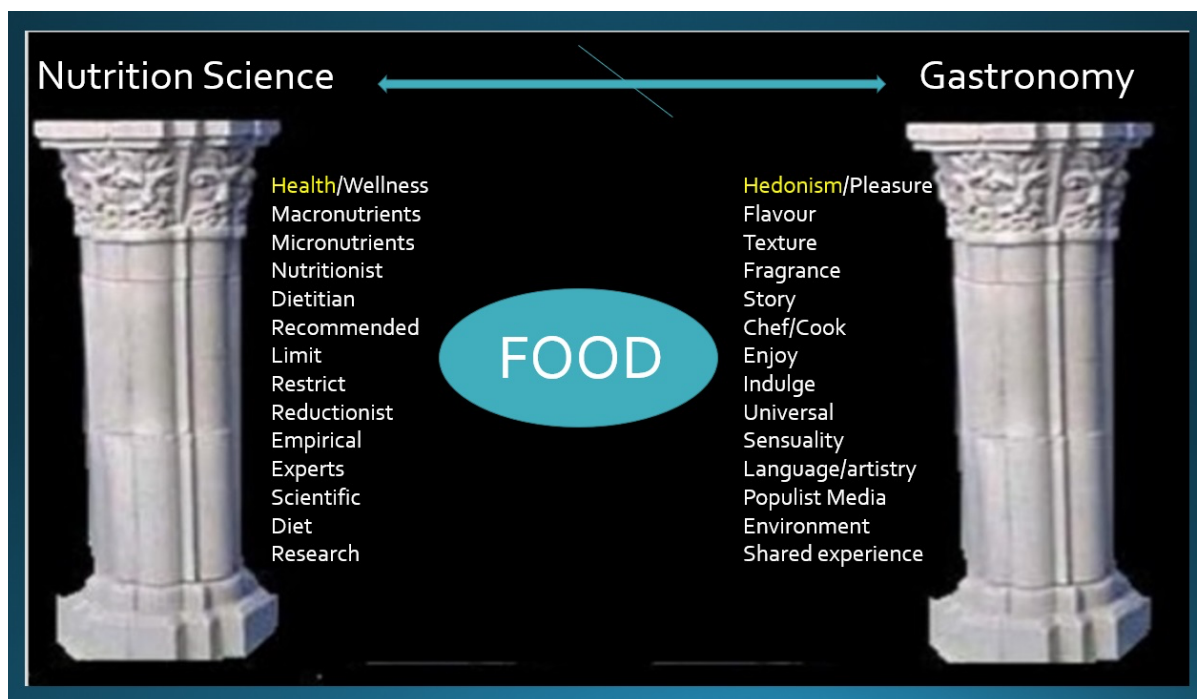 Nutrition Science
Gastronomy
Health/Wellness
Macronutrients
Micronutrients
Nutritionist
Dietitian
Recommended
Limit
Restrict
Reductionist
Empirical
Experts
Scientific
Diet
Research
FOOD
Hedonism/Pleasure
Flavour
Texture
Fragrance
Story
Chef/Cook
Enjoy
Indulge
Universal
Sensuality
Language/artistry
Populist Media
Environment
Shared experience